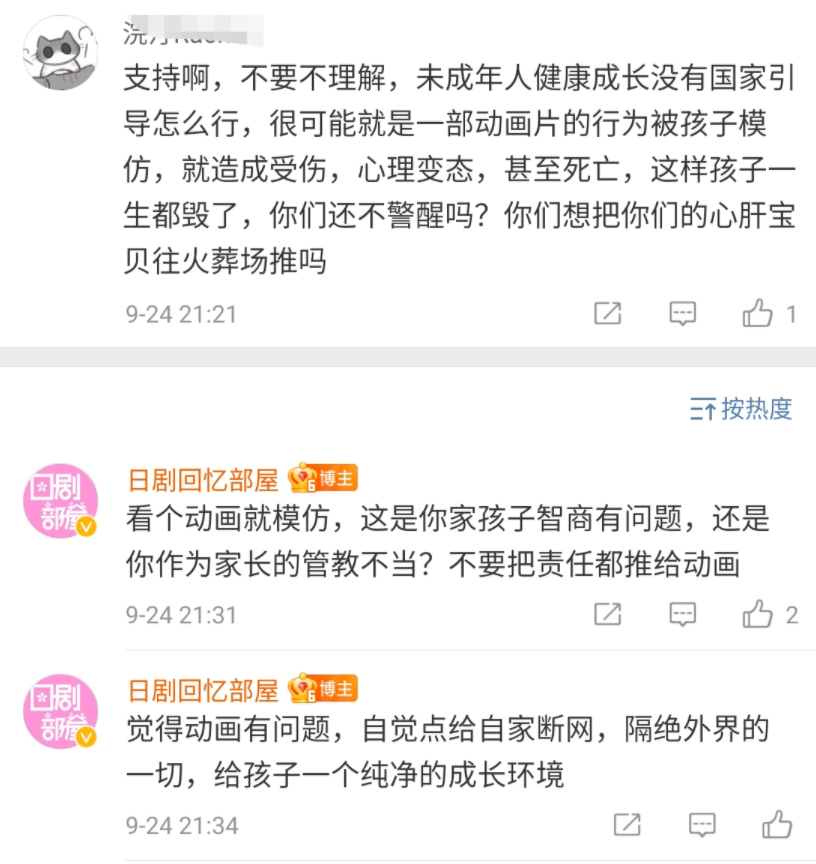 支持啊，不要不理解，未成年人健康成长没有国家引
导怎么行，很可能就是一部动画片的行为被孩子模
仿，就造成受伤，心理变态，甚至死亡，这样孩子一
生都毁了，你们还不警醒吗？你们想把你们的心肝宝
贝往火葬场推吗
9-24 21:21
1
按热度
日剧回忆部屋 6 博主
看个动画就模仿，这是你家孩子智商有问题，还是
你作为家长的管教不当？不要把责任都推给动画
9-24 21:31
2
日剧回忆部屋 6 博主
觉得动画有问题，自觉点给自家断网，隔绝外界的
一切，给孩子一个纯净的成长环境
9-24 21:34